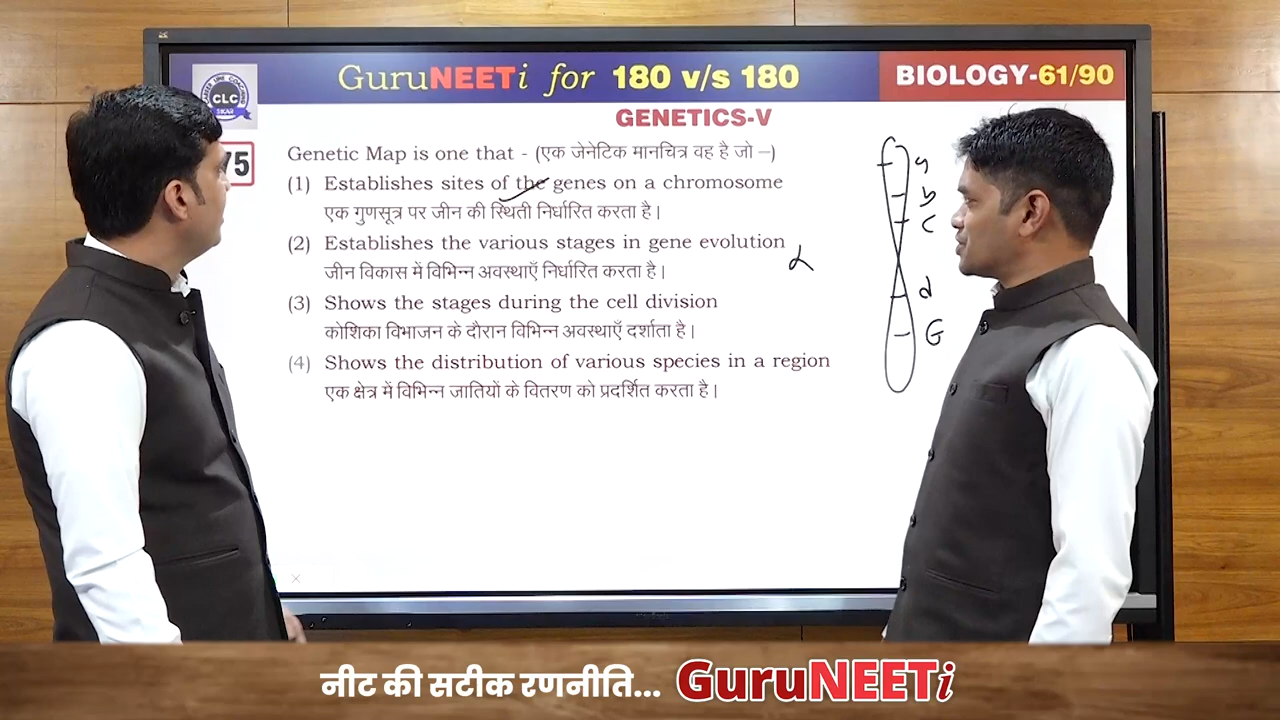 GuruNEETi for 180 v/s 180
BIOLOGY-61/90
CLC
SIKAR
GENETICS-V
75
Genetic Map is one that - (एक जेनेटिक मानचित्र वह है जो –)
(1) Establishes sites of the genes on a chromosome
एक गुणसूत्र पर जीन की स्थिती निर्धारित करता है।
(2) Establishes the various stages in gene evolution
जीन विकास में विभिन्न अवस्थाएँ निर्धारित करता है।
(3) Shows the stages during the cell division
कोशिका विभाजन के दौरान विभिन्न अवस्थाएँ दर्शाता है।
(4) Shows the distribution of various species in a region
एक क्षेत्र में विभिन्न जातियों के वितरण को प्रदर्शित करता है।
b
c
d
G
नीट की सटीक रणनीति... GuruNEETi